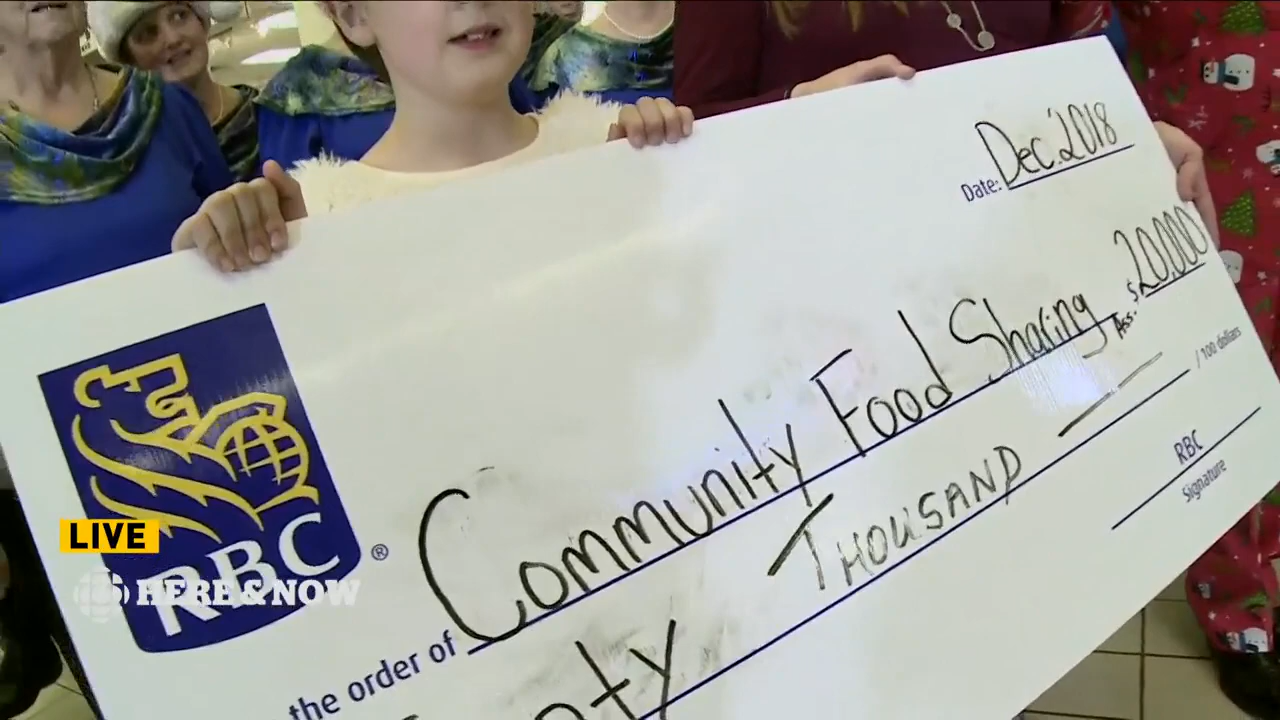 Date: Dec.'2018
$20,000
the order of Community Food Sharing Ass.
Thousand
/ 100 dollars
RBC
Signature
RBC
®
LIVE
HERE & NOW